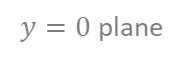 y = 0 plane